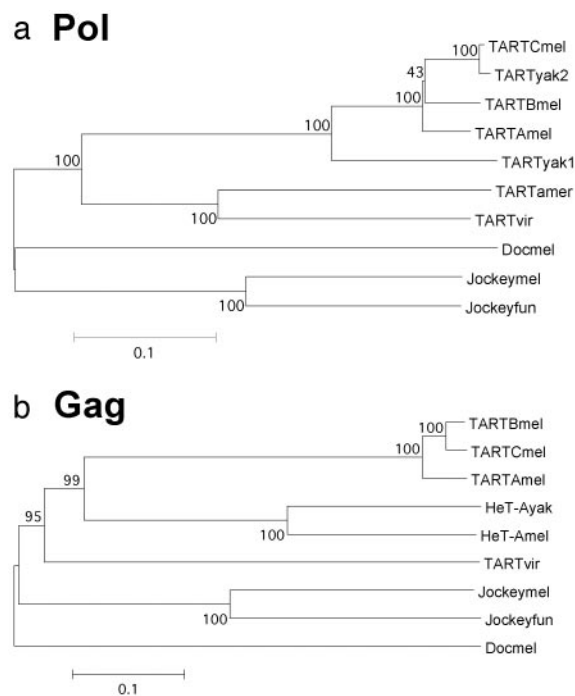 a Pol
TARTCmel
100
TARTyak2
43
TARTBmel
100
TARTAmel
100
TARTyak1
100
TARTamer
100
TARTvir
Docmel
Jockeymel
100
Jockeyfun
0.1
b Gag
TARTBmel
100
TARTCmel
100
TARTAmel
99
HeT-Ayak
100
HeT-Amel
95
TARTvir
Jockeymel
100
Jockeyfun
Docmel
0.1